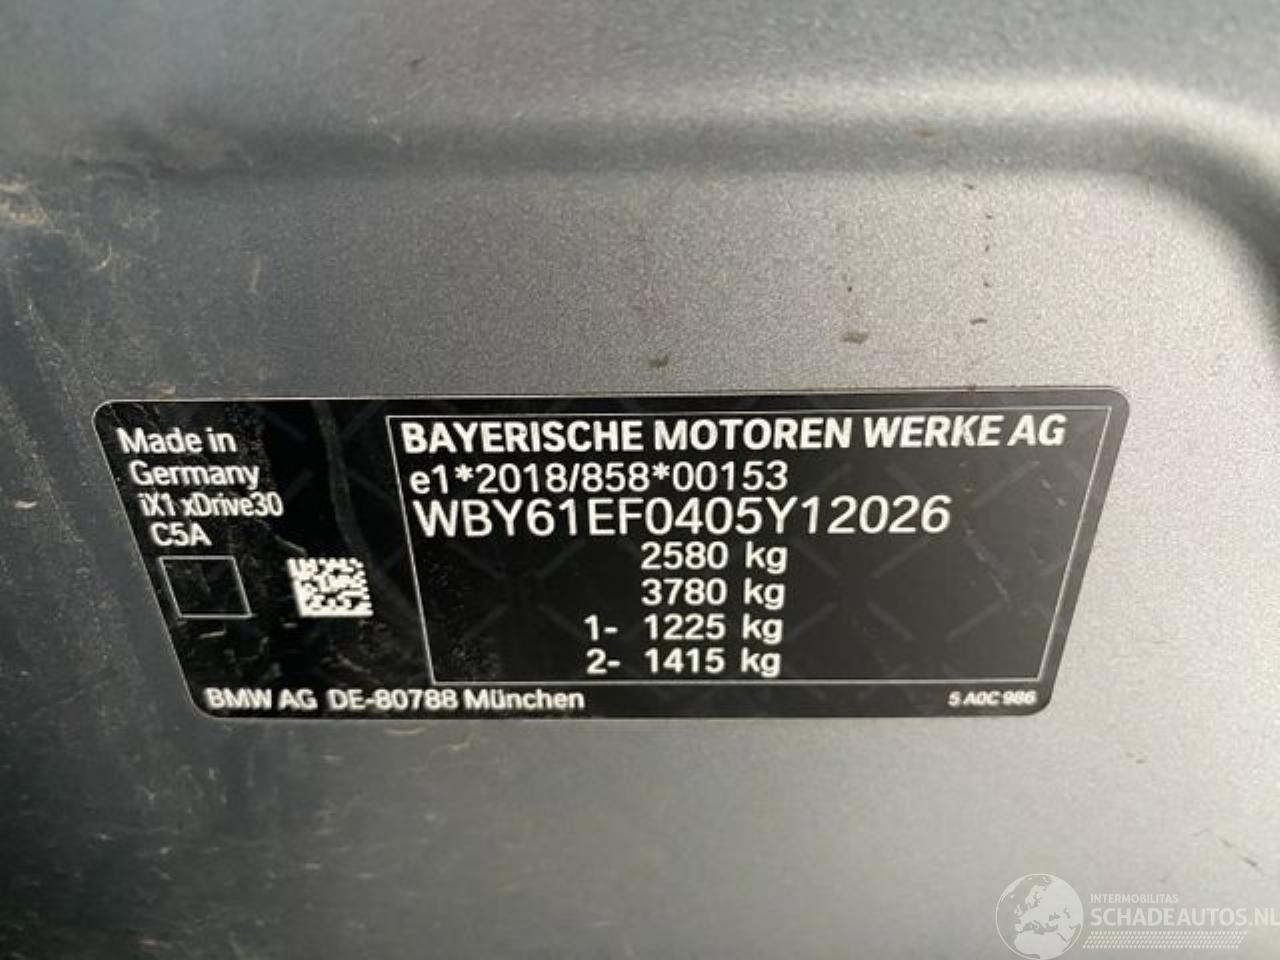 Made in
Germany
iX1 xDrive30
C5A
BAYERISCHE MOTOREN WERKE AG
e1*2018/858*00153
WBY61EF0405Y12026
2580 kg
3780 kg
1- 1225 kg
2- 1415 kg
BMW AG DE-80788 München
5 A0C 986
INTERMOBILITAS
SCHADEAUTOS.NL